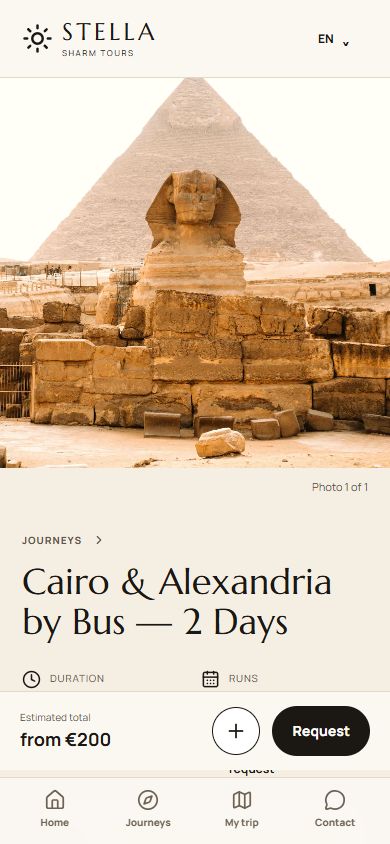 STELLA
SHARM TOURS
EN
Photo 1 of 1
JOURNEYS
Cairo & Alexandria
by Bus — 2 Days
DURATION
RUNS
Estimated total
from €200
Request
request
Home
Journeys
My trip
Contact